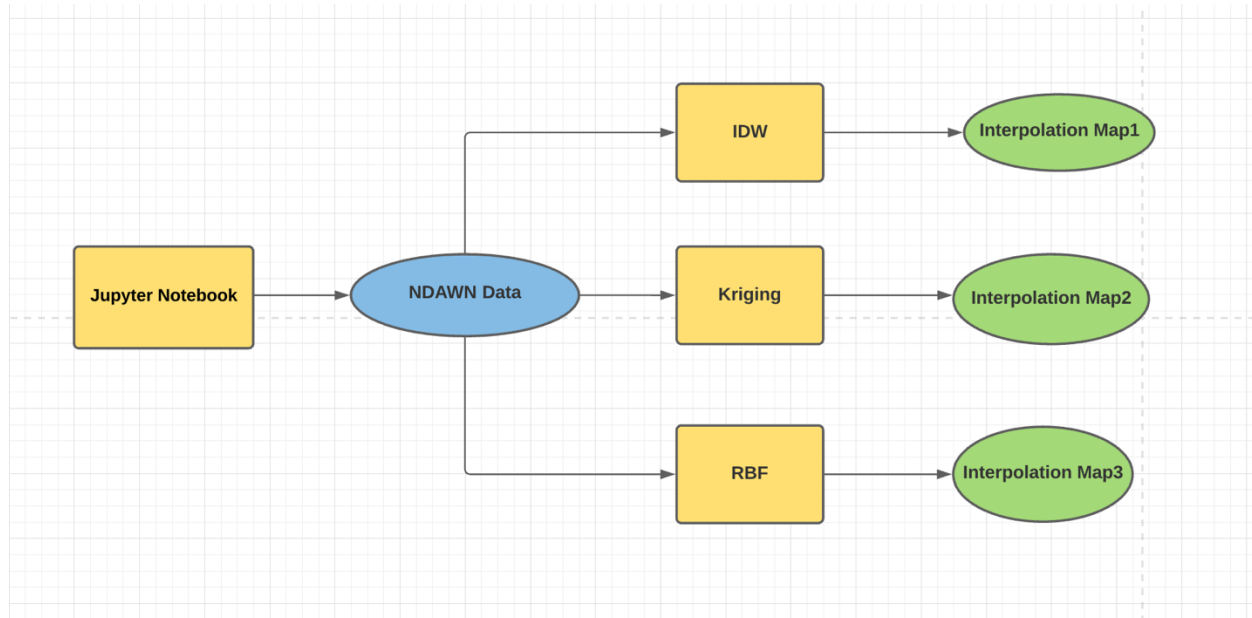 IDW
Interpolation Map1
Jupyter Notebook
NDAWN Data
Kriging
Interpolation Map2
RBF
Interpolation Map3